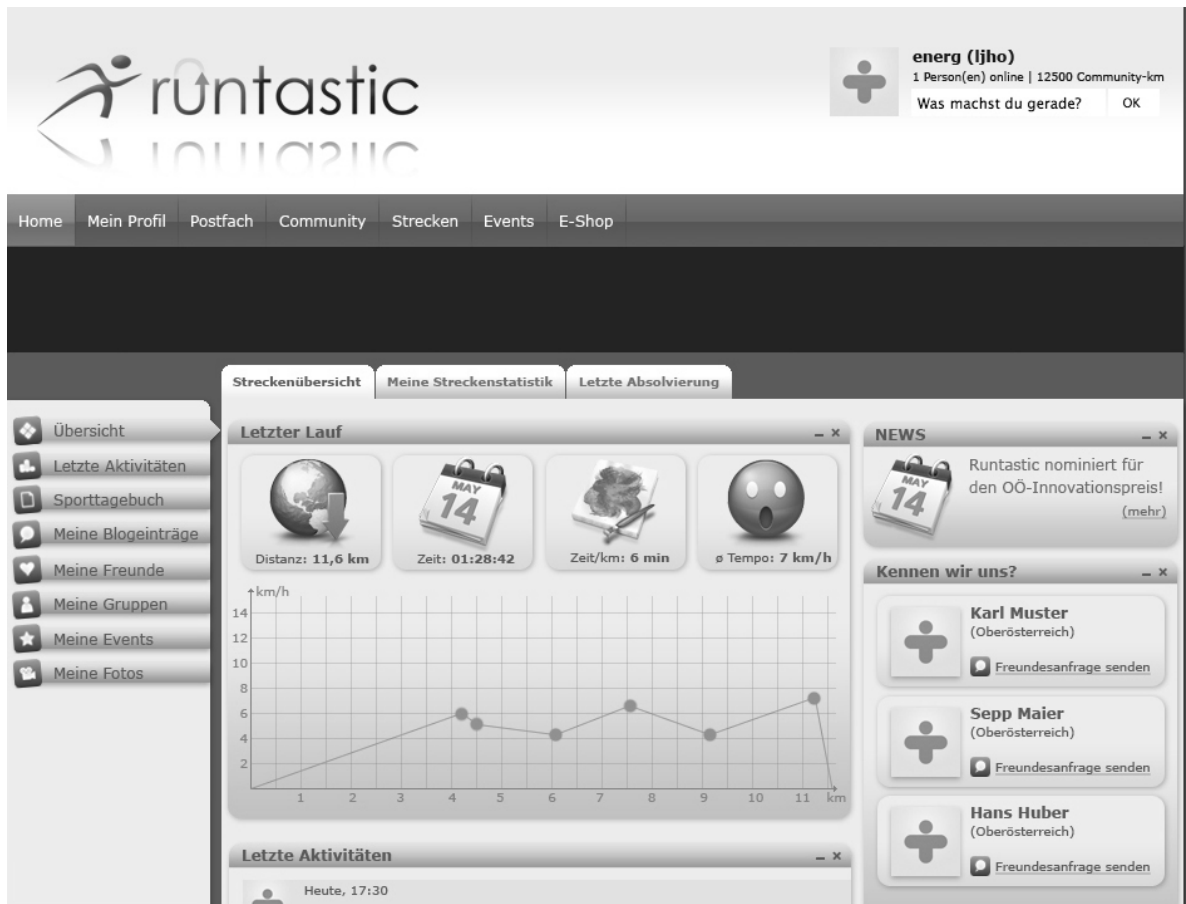 runtastic
energ (ljho)
1 Person(en) online | 12500 Community-km
Was machst du gerade? OK
Home Mein Profil Postfach Community Strecken Events E-Shop
Streckenübersicht Meine Streckenstatistik Letzte Absolvierung
Übersicht
Letzte Aktivitäten
Sporttagebuch
Meine Blogeinträge
Meine Freunde
Meine Gruppen
Meine Events
Meine Fotos
Letzter Lauf
MAY
14
Distanz: 11,6 km
Zeit: 01:28:42
Zeit/km: 6 min
ø Tempo: 7 km/h
km/h
14
12
10
8
6
4
2
1 2 3 4 5 6 7 8 9 10 11 km
Letzte Aktivitäten
Heute, 17:30
NEWS
MAY
14
Runtastic nominiert für
den OÖ-Innovationspreis!
(mehr)
Kennen wir uns?
Karl Muster
(Oberösterreich)
Freundesanfrage senden
Sepp Maier
(Oberösterreich)
Freundesanfrage senden
Hans Huber
(Oberösterreich)
Freundesanfrage senden